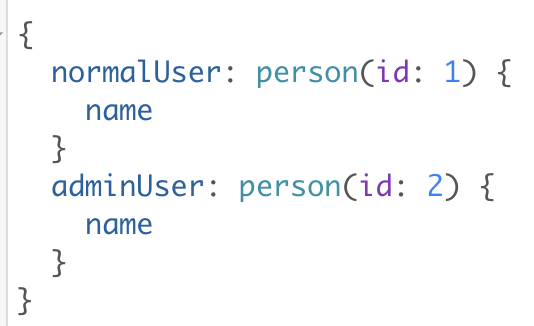 {
  normalUser: person(id: 1) {
    name
  }
  adminUser: person(id: 2) {
    name
  }
}